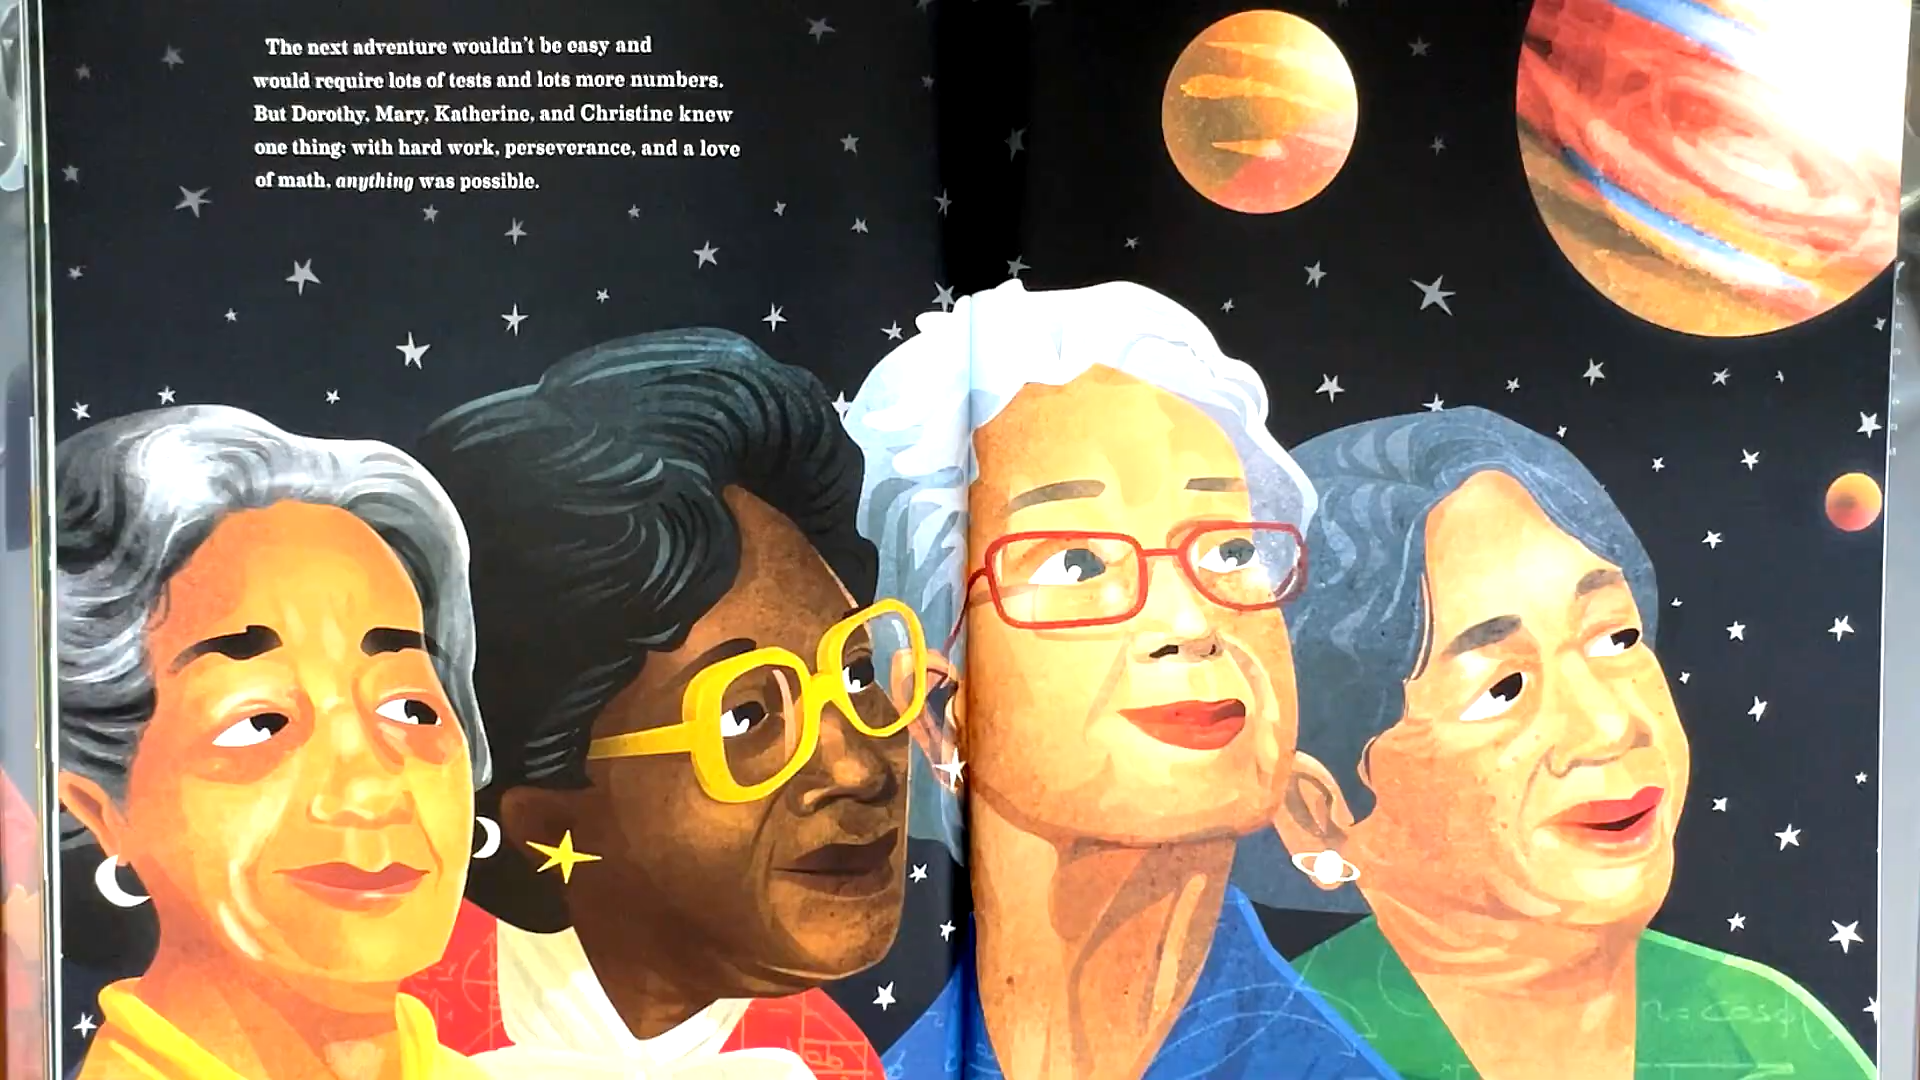 The next adventure wouldn't be easy and
would require lots of tests and lots more numbers.
But Dorothy, Mary, Katherine, and Christine knew
one thing: with hard work, perseverance, and a love
of math, anything was possible.